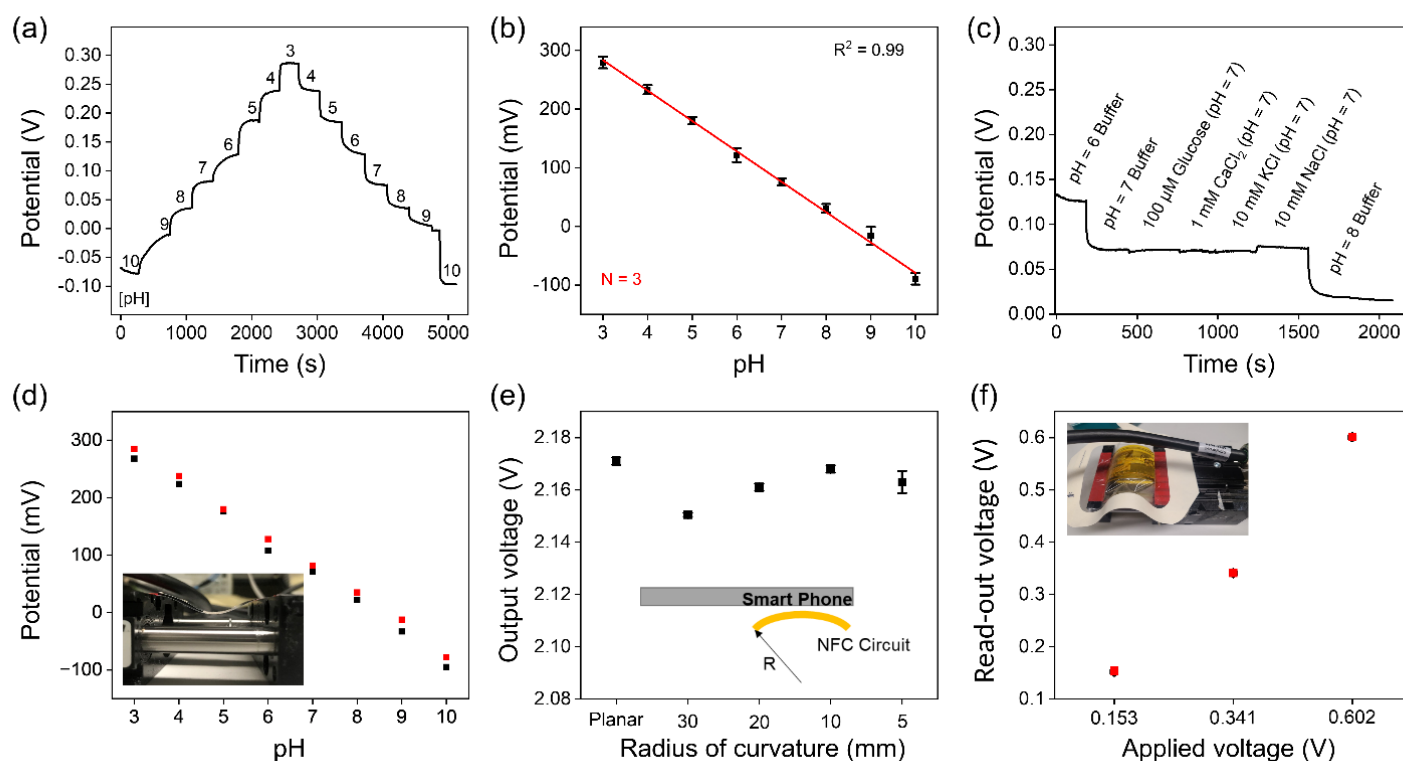 (a)
Potential (V)
0.30
0.25
0.20
0.15
0.10
0.05
0.00
-0.05
-0.10
10
9
8
7
6
5
4
3
4
5
6
7
8
9
10
[pH]
0 1000 2000 3000 4000 5000
Time (s)
(b)
Potential (mV)
300
200
100
0
-100
R² = 0.99
N = 3
3 4 5 6 7 8 9 10
pH
(c)
Potential (V)
0.30
0.25
0.20
0.15
0.10
0.05
0.00
pH = 6 Buffer
pH = 7 Buffer
100 µM Glucose (pH = 7)
1 mM CaCl₂ (pH = 7)
10 mM KCl (pH = 7)
10 mM NaCl (pH = 7)
pH = 8 Buffer
0 500 1000 1500 2000
Time (s)
(d)
Potential (mV)
300
200
100
0
−100
3 4 5 6 7 8 9 10
pH
(e)
Output voltage (V)
2.18
2.16
2.14
2.12
2.10
2.08
Smart Phone
NFC Circuit
R
Planar 30 20 10 5
Radius of curvature (mm)
(f)
Read-out voltage (V)
0.6
0.5
0.4
0.3
0.2
0.1
0.153 0.341 0.602
Applied voltage (V)